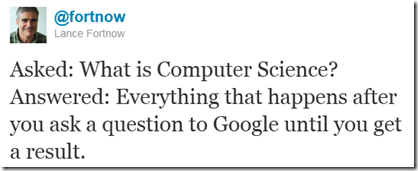 @fortnow
Lance Fortnow
Asked: What is Computer Science?
Answered: Everything that happens after
you ask a question to Google until you get
a result.